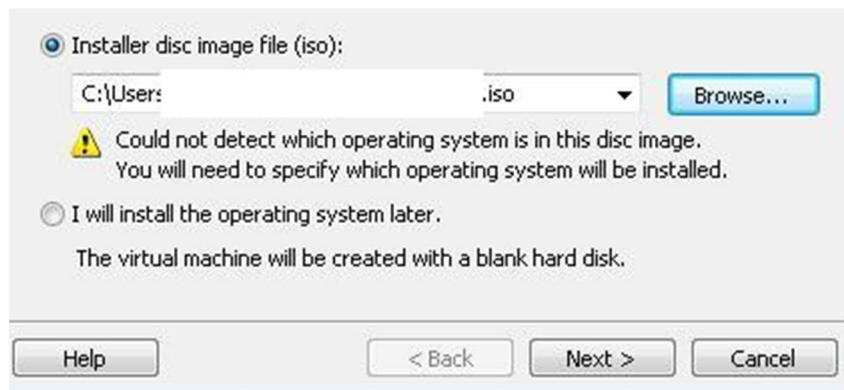 Installer disc image file (iso):
C:\Users .iso Browse...
Could not detect which operating system is in this disc image.
You will need to specify which operating system will be installed.
I will install the operating system later.
The virtual machine will be created with a blank hard disk.
Help < Back Next > Cancel